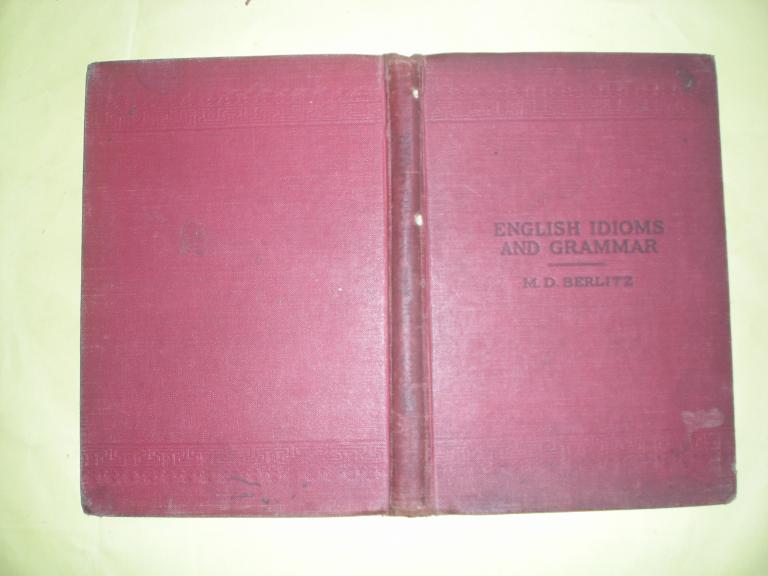 ENGLISH IDIOMS
AND GRAMMAR
M. D. BERLITZ